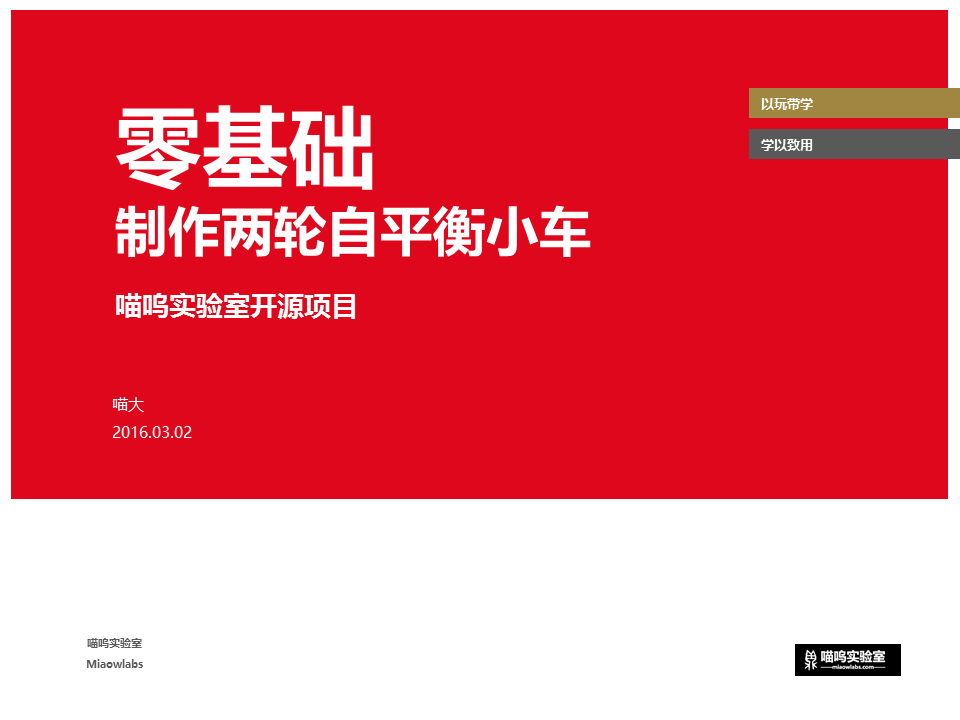 零基础
制作两轮自平衡小车
喵呜实验室开源项目
以玩带学
学以致用
喵大
2016.03.02
喵呜实验室
Miaowlabs
喵呜实验室
miaowlabs.com